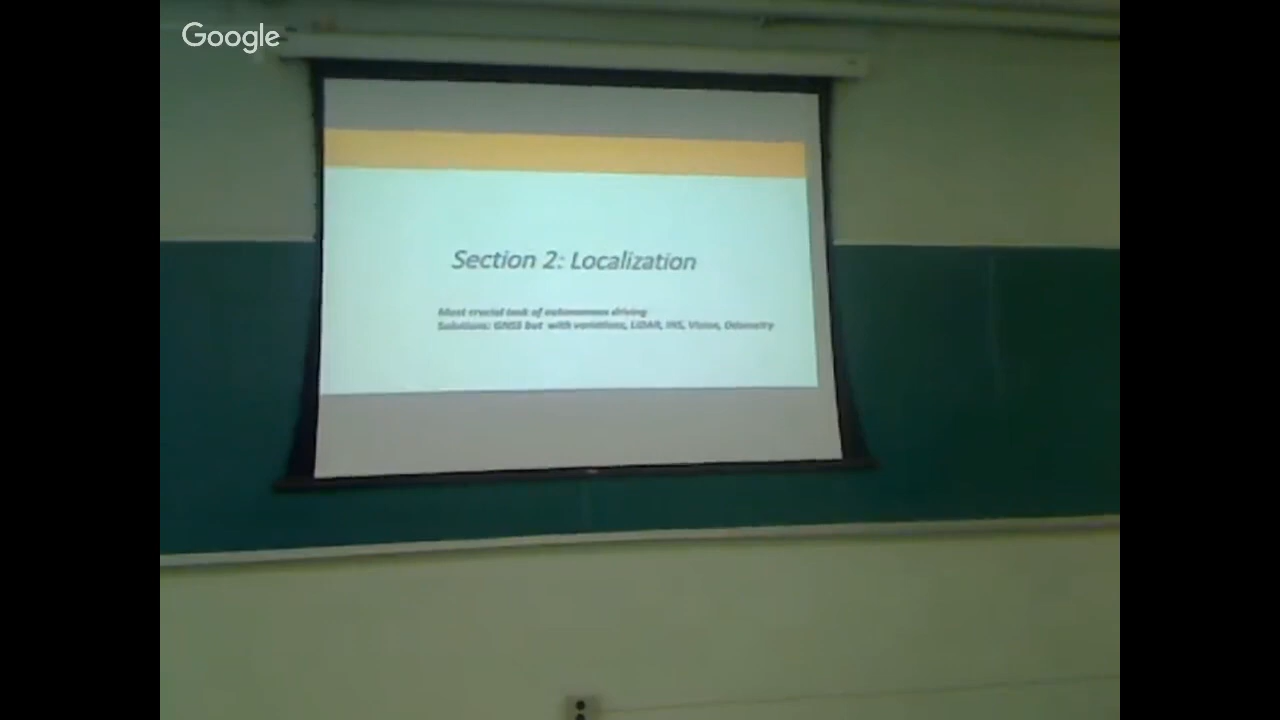 Google
Section 2: Localization
Most crucial task of autonomous driving
Solutions: GNSS but with variations, LiDAR, INS, Vision, Odometry